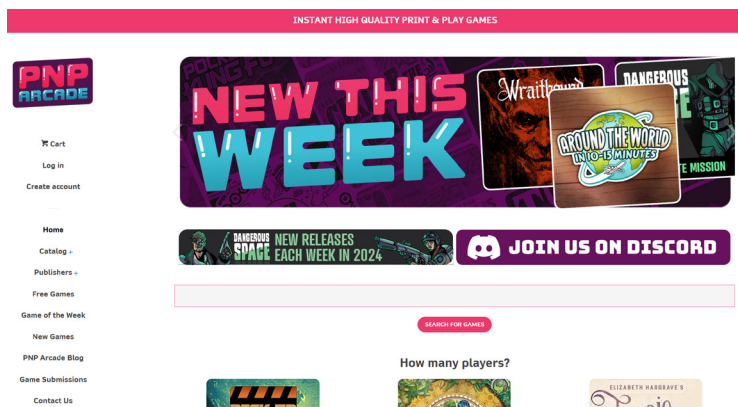 INSTANT HIGH QUALITY PRINT & PLAY GAMES
PNP
ARCADE
Cart
Log in
Create account
Home
Catalog +
Publishers +
Free Games
Game of the Week
New Games
PNP Arcade Blog
Game Submissions
Contact Us
NEW THIS
WEEK
Wraithbound
AROUND THE WORLD
IN 10-15 MINUTES
DANGEROUS
MISSION
DANGEROUS
SPACE
NEW RELEASES
EACH WEEK IN 2024
JOIN US ON DISCORD
SEARCH FOR GAMES
How many players?
ELIZABETH HARGRAVE'S